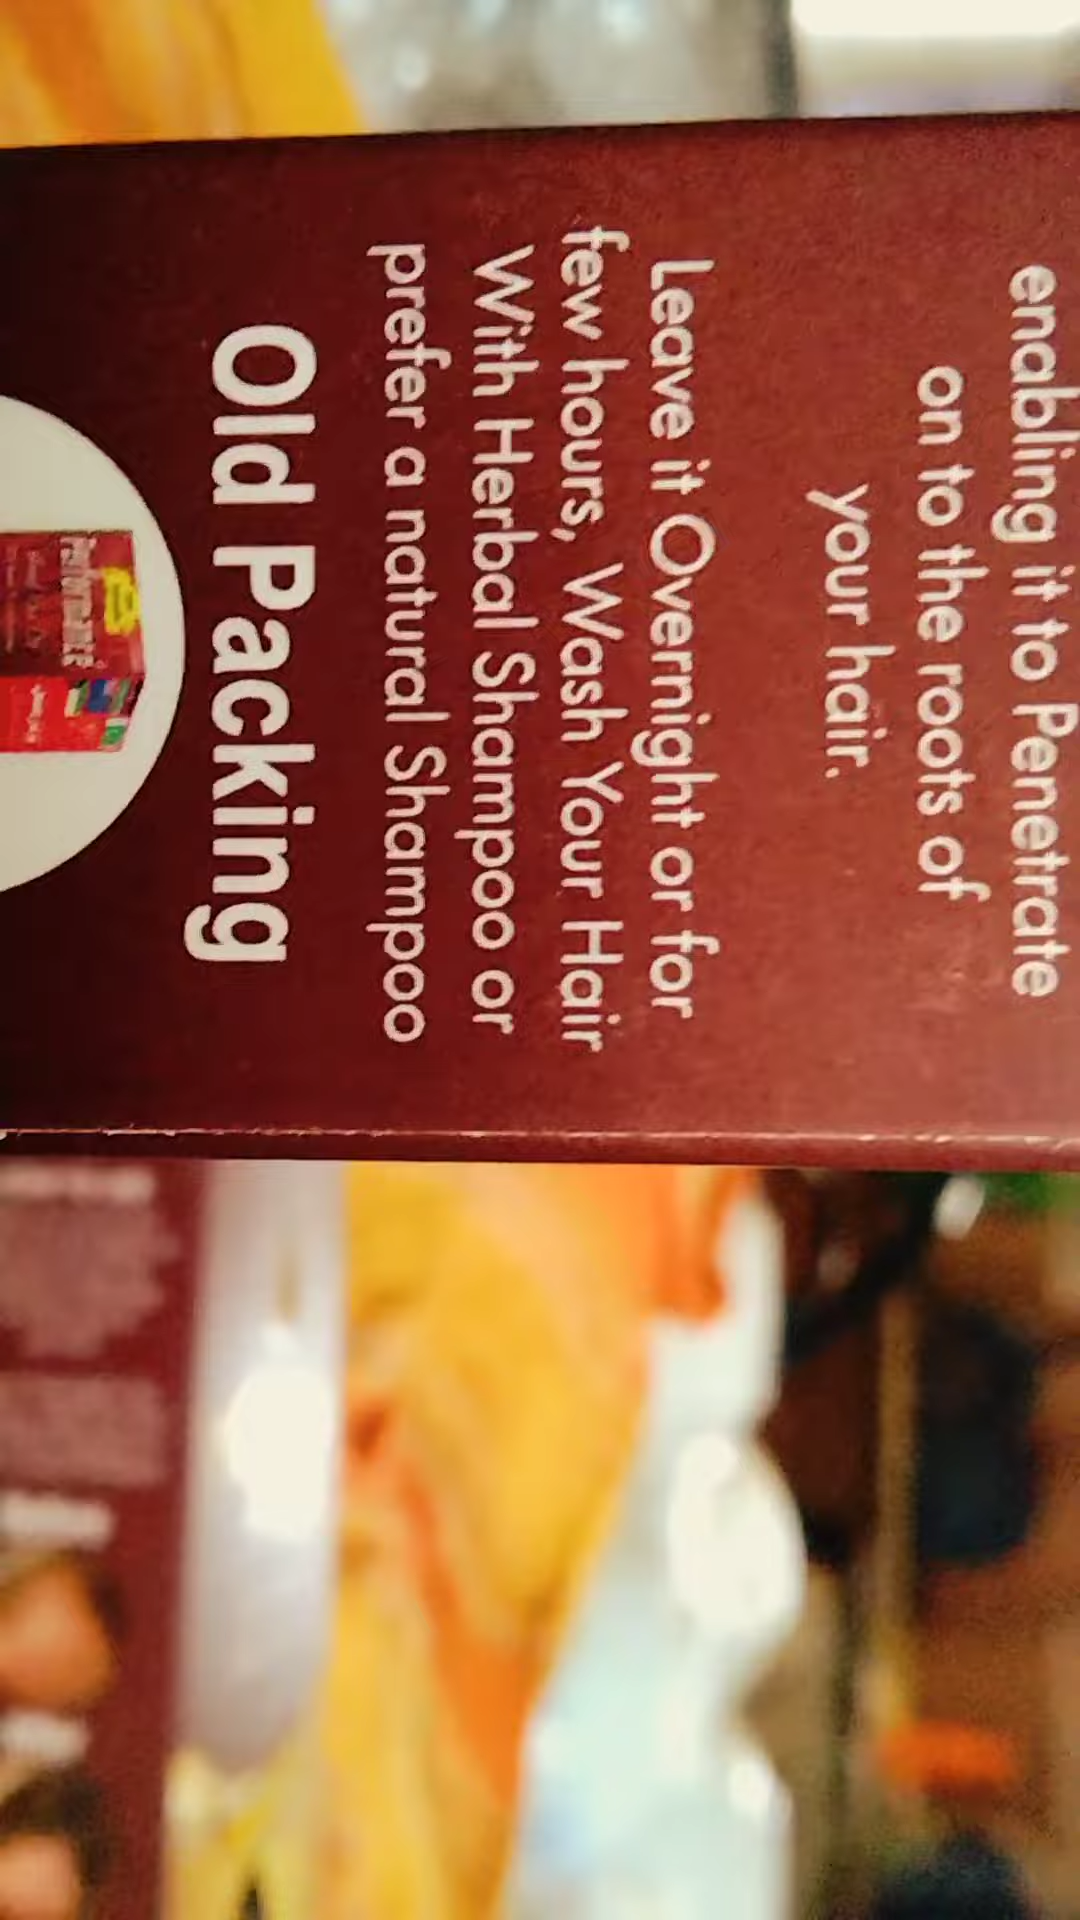 enabling it to Penetrate
on to the roots of
your hair.
Leave it Overnight or for
few hours, Wash Your Hair
With Herbal Shampoo or
prefer a natural Shampoo
Old Packing